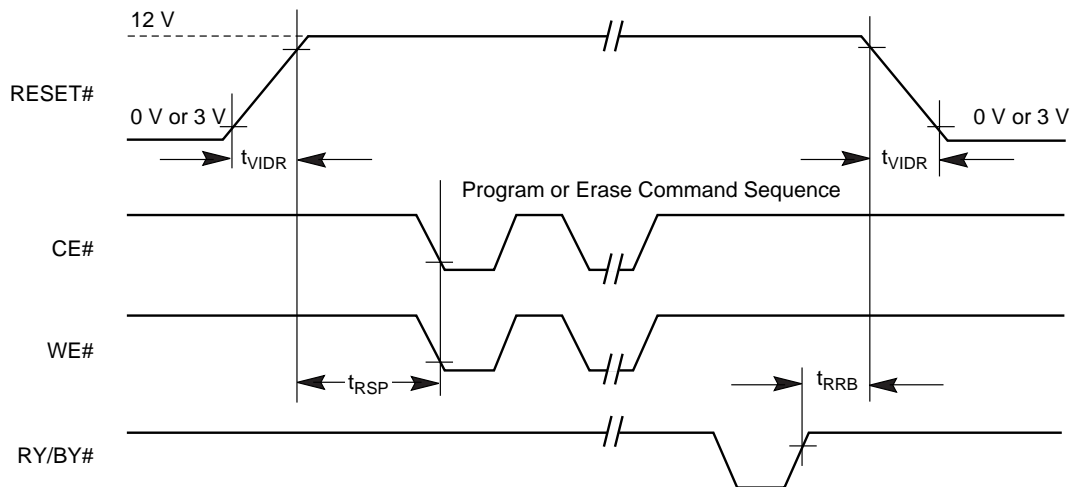 12 V
RESET#
0 V or 3 V
0 V or 3 V
tVIDR
tVIDR
Program or Erase Command Sequence
CE#
WE#
tRSP
tRRB
RY/BY#